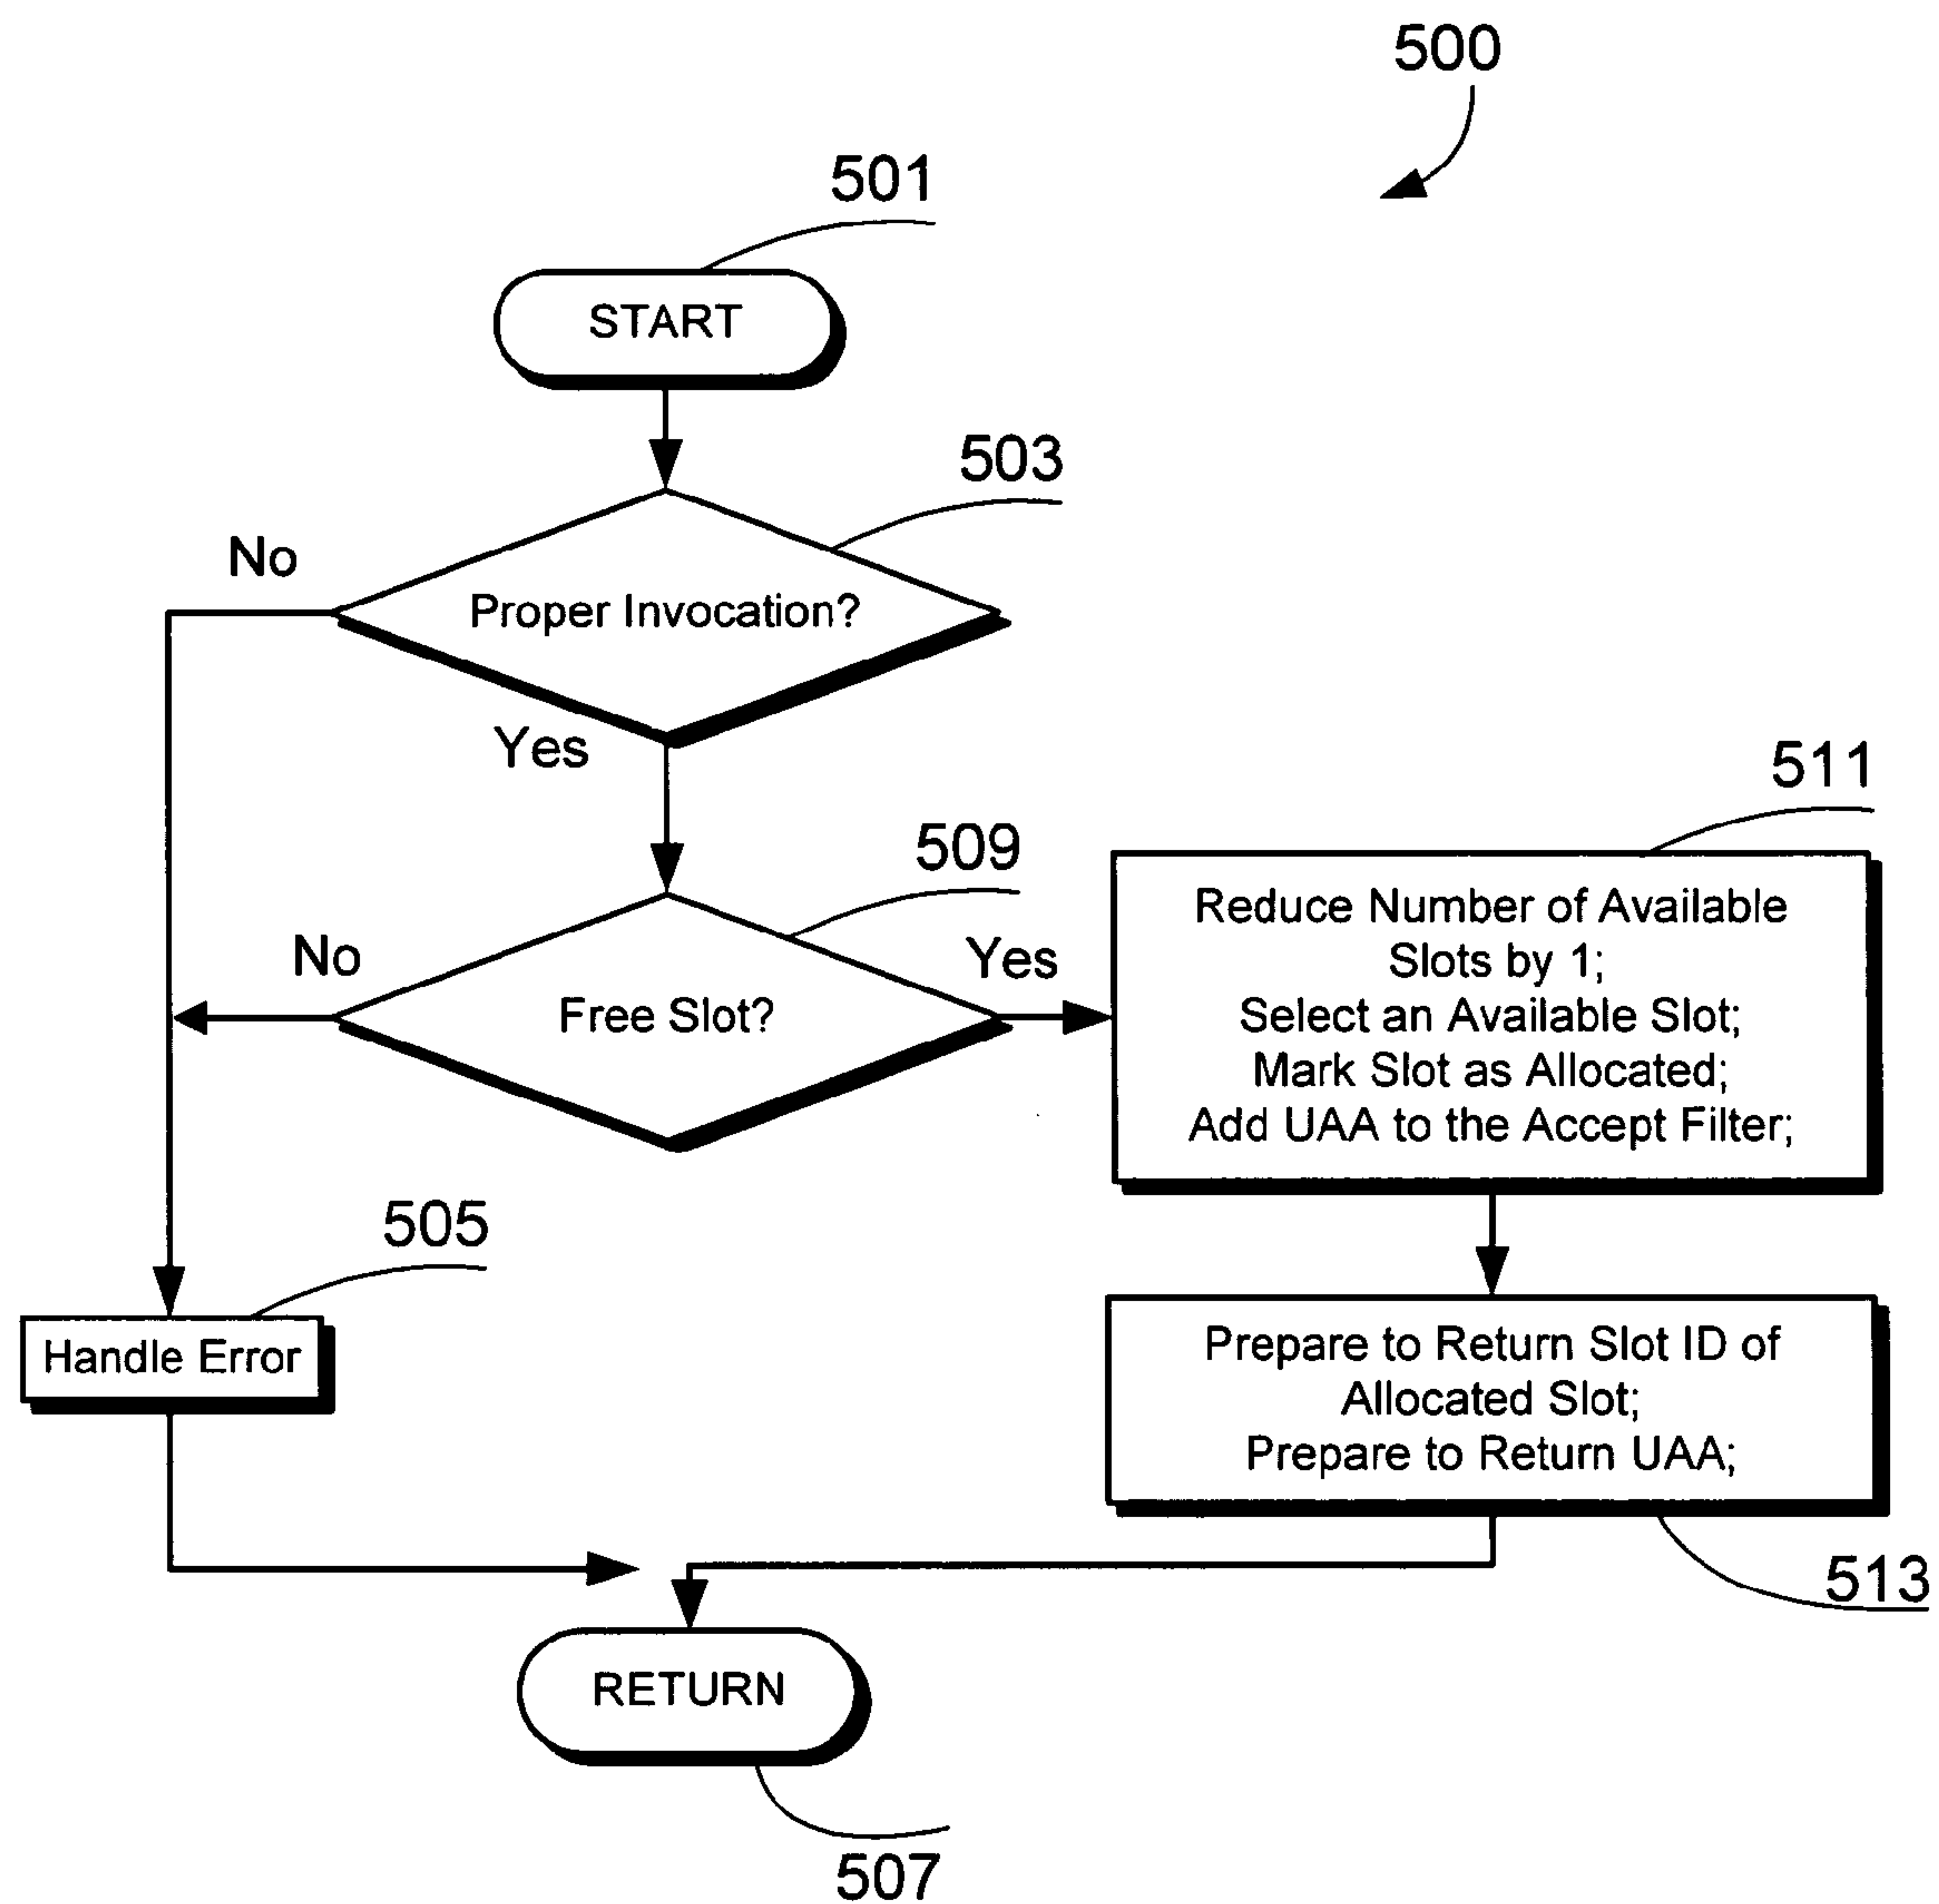 500
501
START
503
No
Proper Invocation?
Yes
509
No
Free Slot?
Yes
511
Reduce Number of Available
Slots by 1;
Select an Available Slot;
Mark Slot as Allocated;
Add UAA to the Accept Filter;
505
Handle Error
Prepare to Return Slot ID of
Allocated Slot;
Prepare to Return UAA;
513
RETURN
507